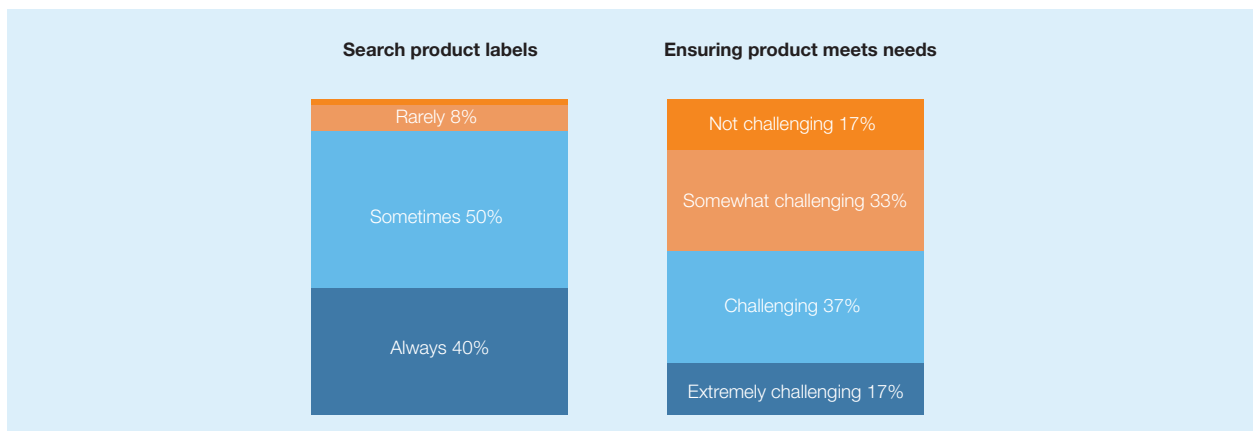 Search product labels
Rarely 8%
Sometimes 50%
Always 40%
Ensuring product meets needs
Not challenging 17%
Somewhat challenging 33%
Challenging 37%
Extremely challenging 17%